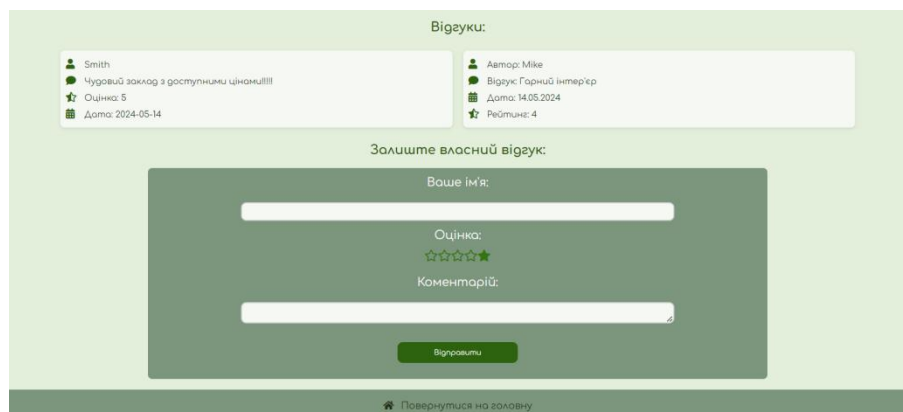 Відгуки:
Smith
Чудовий заклад з доступними цінами!!!!!
Оцінка: 5
Дата: 2024-05-14
Автор: Mike
Відгук: Гарний інтер'єр
Дата: 14.05.2024
Рейтинг: 4
Залиште власний відгук:
Ваше ім'я:
Оцінка:
Коментарій:
Відправити
Повернутися на головну